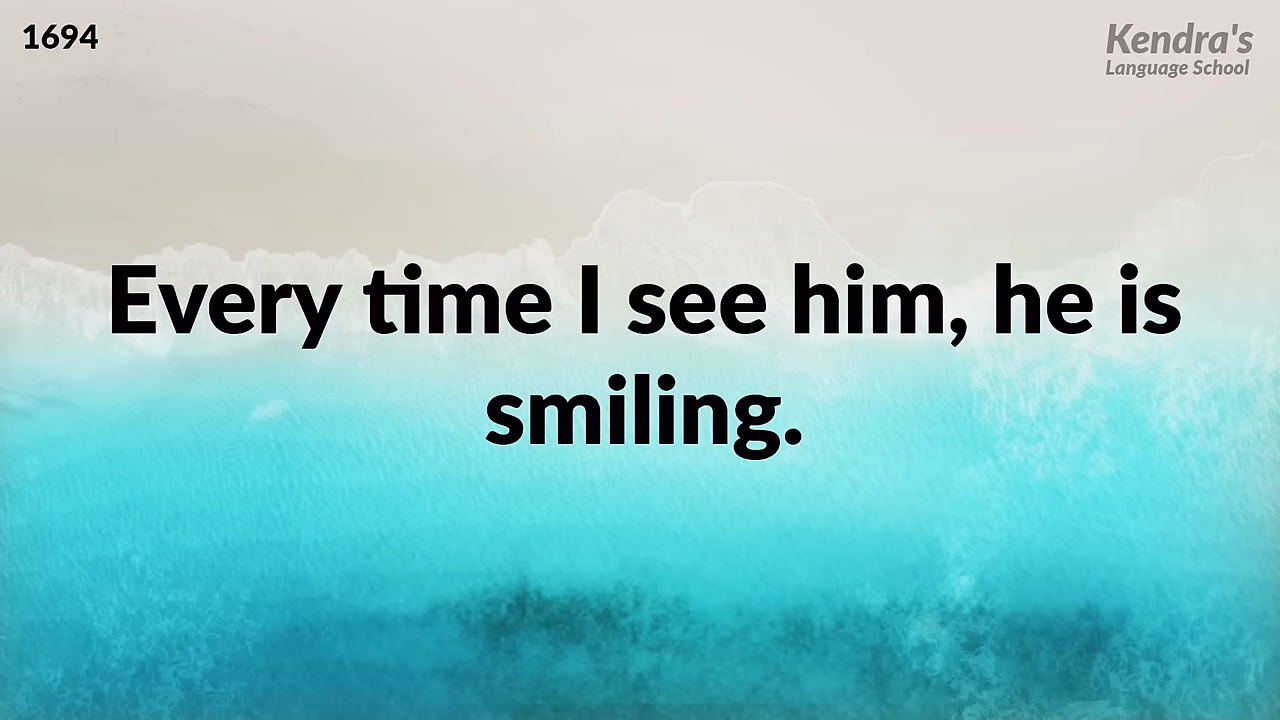 1694
Kendra's
Language School
Every time I see him, he is
smiling.